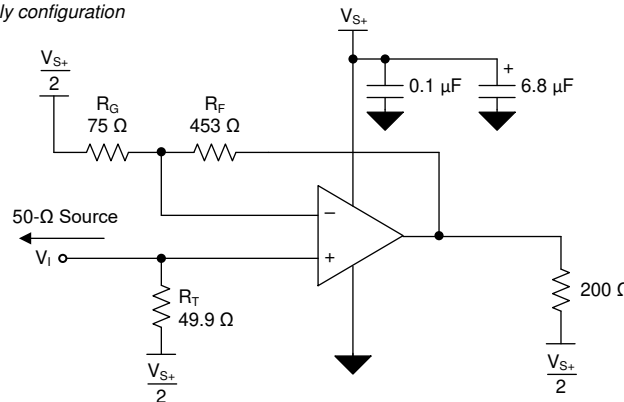 ly configuration
V_S+
V_S+
2
R_G
75 Ω
R_F
453 Ω
0.1 µF
+
6.8 µF
50-Ω Source
V_I
−
+
R_T
49.9 Ω
200 Ω
V_S+
2
V_S+
2